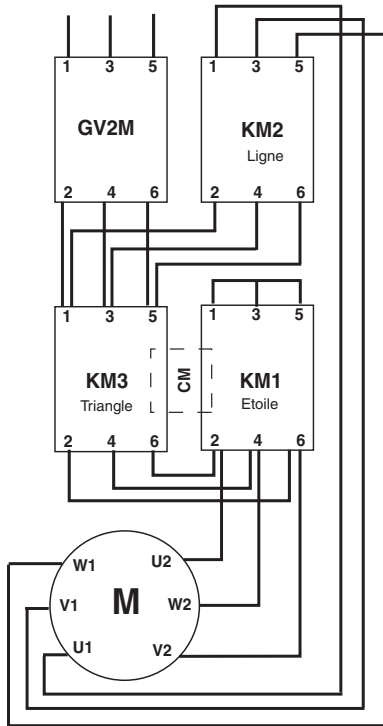 1 3 5
GV2M
2 4 6
1 3 5
KM2
Ligne
2 4 6
1 3 5
KM3
Triangle
2 4 6
CM
1 3 5
KM1
Etoile
2 4 6
W1
V1
U1
M
U2
W2
V2